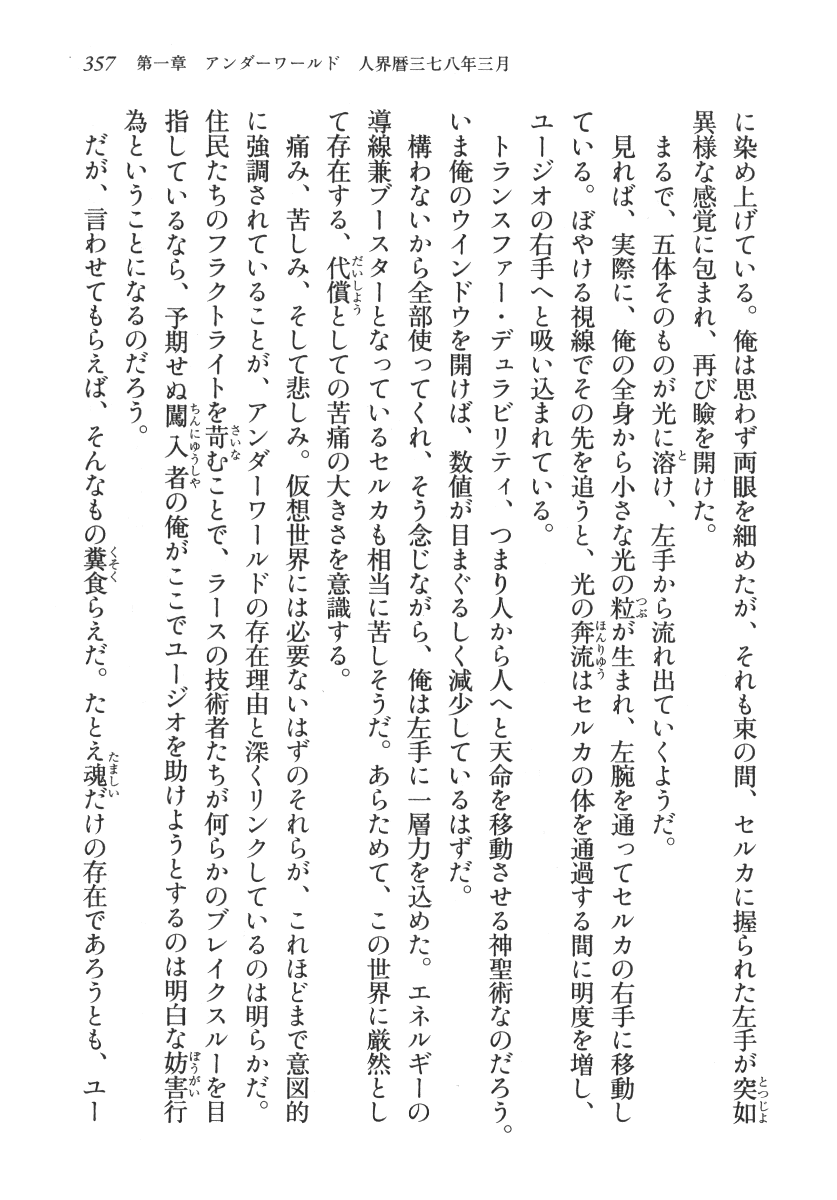 357　第一章　アンダーワールド　人界暦三七八年三月
に染め上げている。俺は思わず両眼を細めたが、それも束の間、セルカに握られた左手が突如
異様な感覚に包まれ、再び瞼を開けた。
まるで、五体そのものが光に溶け、左手から流れ出ていくようだ。
見れば、実際に、俺の全身から小さな光の粒が生まれ、左腕を通ってセルカの右手に移動し
ている。ぼやける視線でその先を追うと、光の奔流はセルカの体を通過する間に明度を増し、
ユージオの右手へと吸い込まれている。
トランスファー・デュラビリティ、つまり人から人へと天命を移動させる神聖術なのだろう。
いま俺のウインドウを開けば、数値が目まぐるしく減少しているはずだ。
構わないから全部使ってくれ、そう念じながら、俺は左手に一層力を込めた。エネルギーの
導線兼ブースターとなっているセルカも相当に苦しそうだ。あらためて、この世界に厳然とし
て存在する、代償としての苦痛の大きさを意識する。
痛み、苦しみ、そして悲しみ。仮想世界には必要ないはずのそれらが、これほどまで意図的
に強調されていることが、アンダーワールドの存在理由と深くリンクしているのは明らかだ。
住民たちのフラクトライトを苛むことで、ラースの技術者たちが何らかのブレイクスルーを目
指しているなら、予期せぬ闖入者の俺がここでユージオを助けようとするのは明白な妨害行
為ということになるのだろう。
だが、言わせてもらえば、そんなもの糞食らえだ。たとえ魂だけの存在であろうとも、ユー